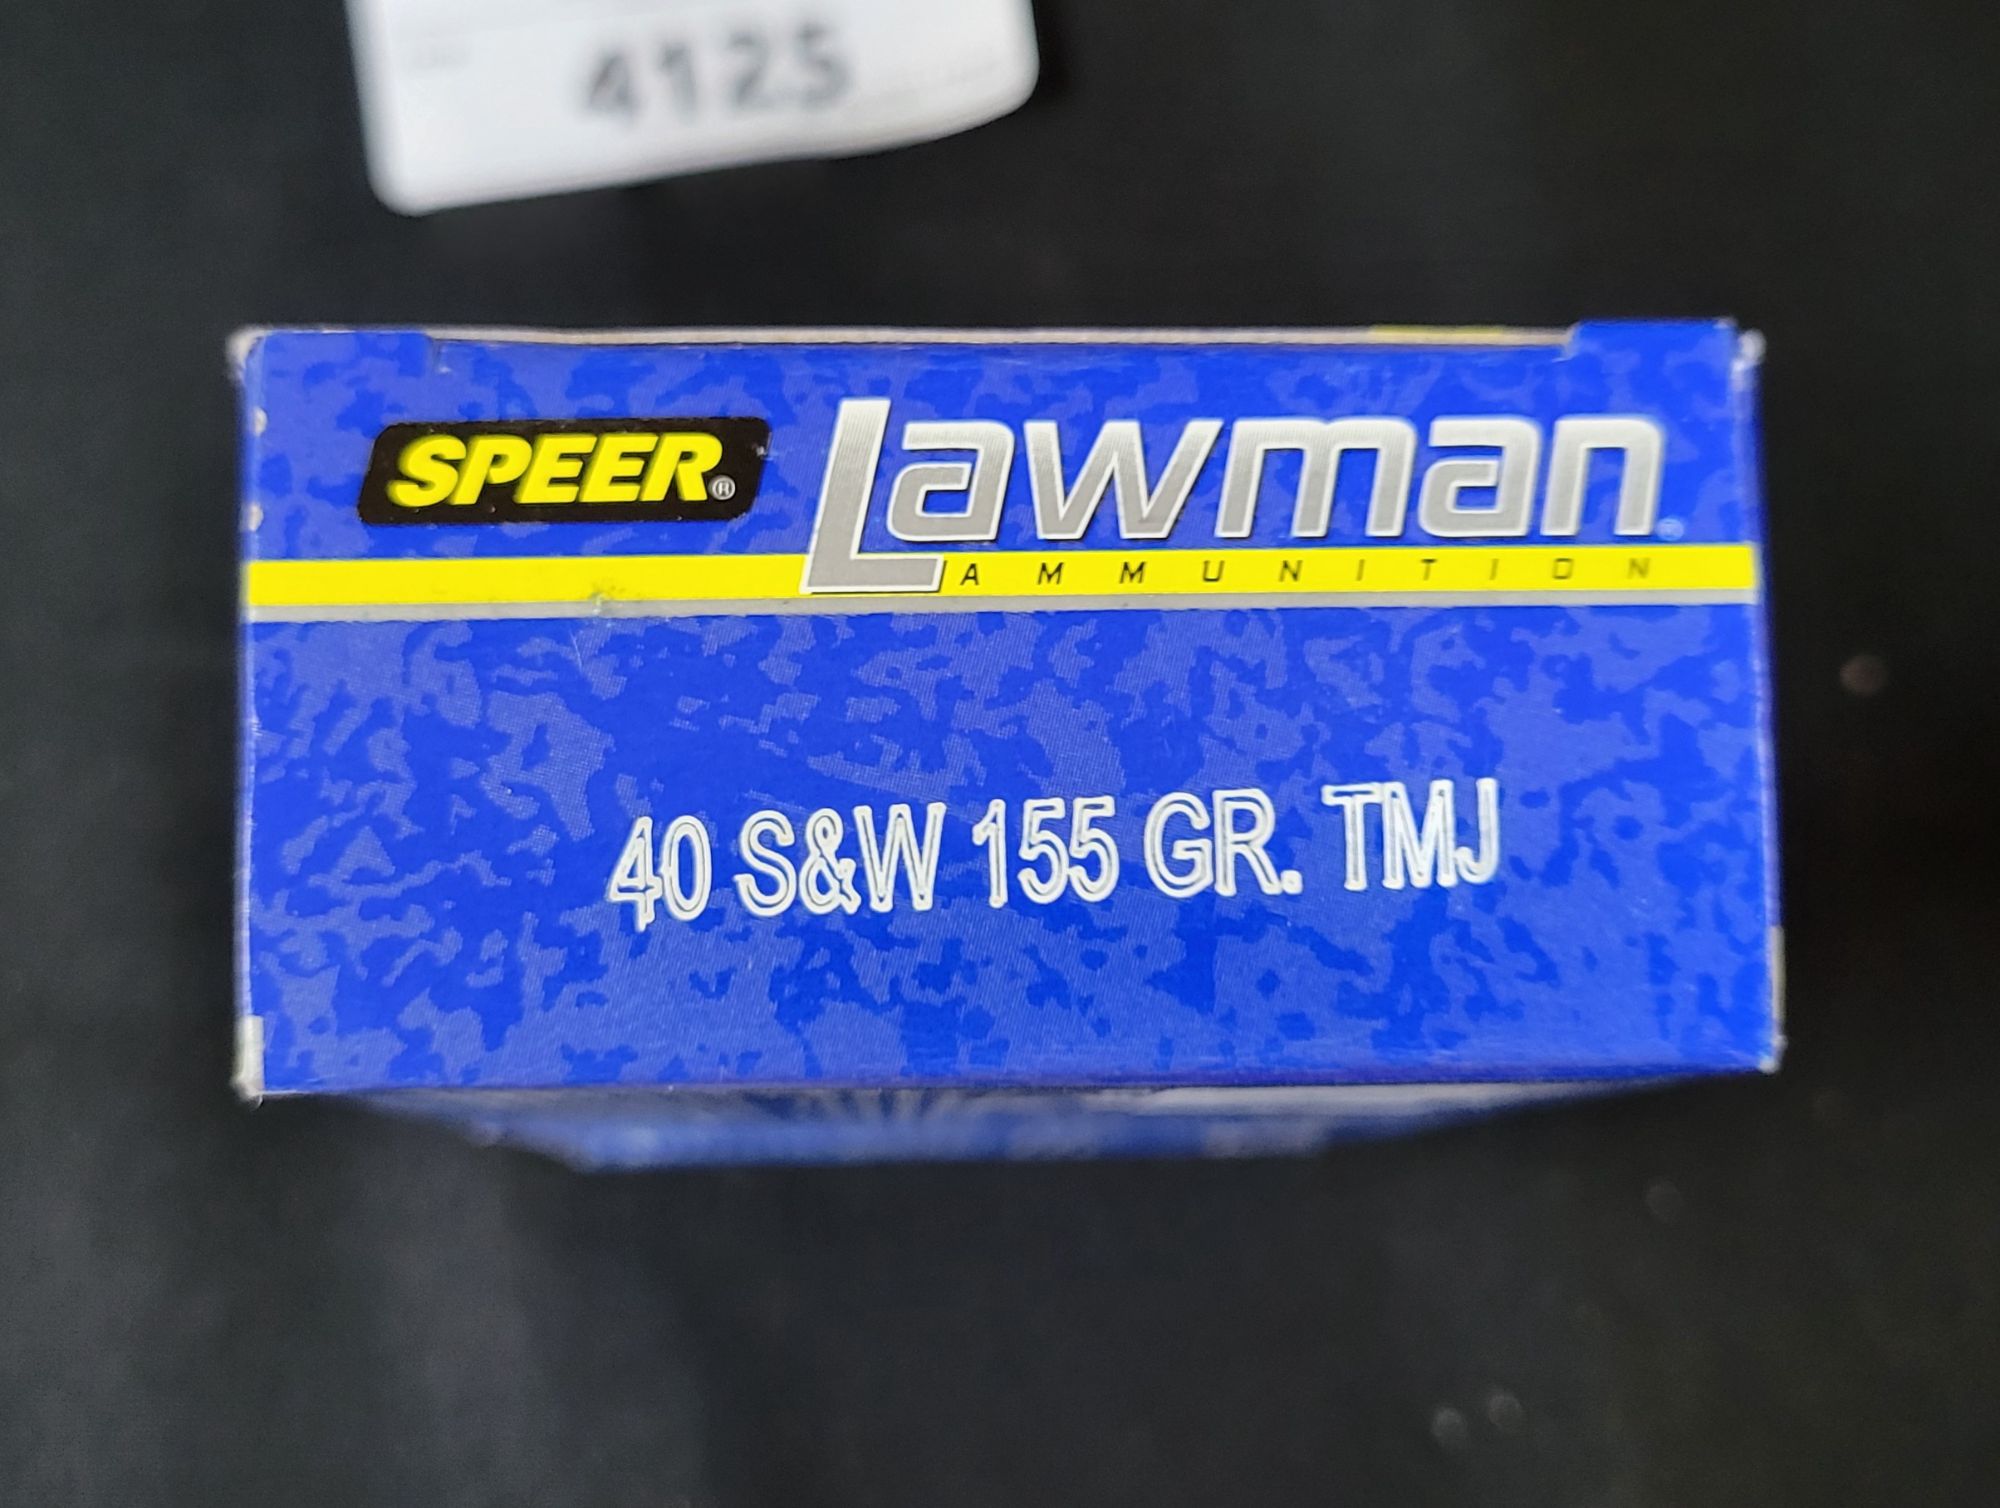 4125
SPEER® Lawman®
AMMUNITION
40 S&W 155 GR. TMJ